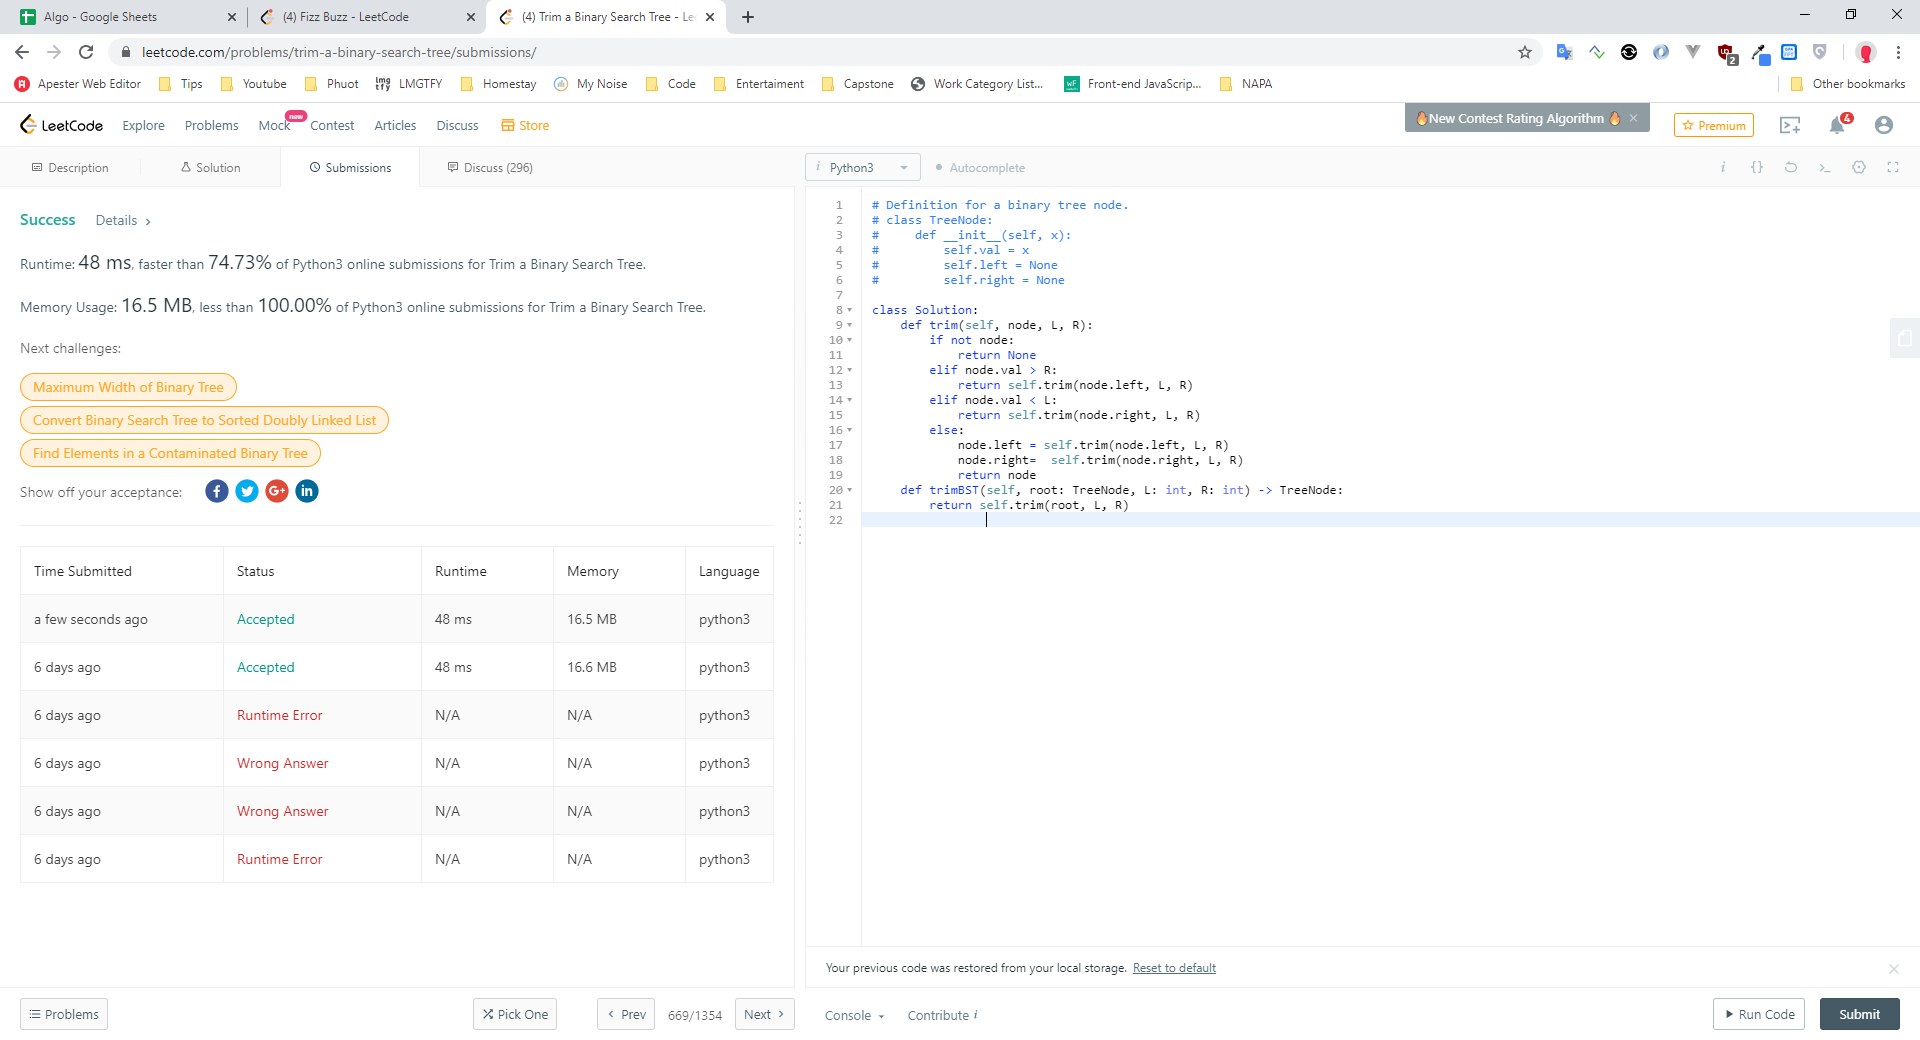 Algo - Google Sheets
(4) Fizz Buzz - LeetCode
(4) Trim a Binary Search Tree - Le
leetcode.com/problems/trim-a-binary-search-tree/submissions/
2
Apester Web Editor Tips Youtube Phuot LMGTFY Homestay My Noise Code Entertaiment Capstone Work Category List... Front-end JavaScrip... NAPA Other bookmarks
LeetCode Explore Problems Mock new Contest Articles Discuss Store
New Contest Rating Algorithm
Premium
4
Description Solution Submissions Discuss (296)
i Python3 Autocomplete
Success Details
Runtime: 48 ms, faster than 74.73% of Python3 online submissions for Trim a Binary Search Tree.
Memory Usage: 16.5 MB, less than 100.00% of Python3 online submissions for Trim a Binary Search Tree.
Next challenges:
Maximum Width of Binary Tree
Convert Binary Search Tree to Sorted Doubly Linked List
Find Elements in a Contaminated Binary Tree
Show off your acceptance:
Time Submitted Status Runtime Memory Language
a few seconds ago Accepted 48 ms 16.5 MB python3
6 days ago Accepted 48 ms 16.6 MB python3
6 days ago Runtime Error N/A N/A python3
6 days ago Wrong Answer N/A N/A python3
6 days ago Wrong Answer N/A N/A python3
6 days ago Runtime Error N/A N/A python3
1 # Definition for a binary tree node.
2 # class TreeNode:
3 #     def __init__(self, x):
4 #         self.val = x
5 #         self.left = None
6 #         self.right = None
7
8 class Solution:
9     def trim(self, node, L, R):
10         if not node:
11             return None
12         elif node.val > R:
13             return self.trim(node.left, L, R)
14         elif node.val < L:
15             return self.trim(node.right, L, R)
16         else:
17             node.left = self.trim(node.left, L, R)
18             node.right=  self.trim(node.right, L, R)
19             return node
20     def trimBST(self, root: TreeNode, L: int, R: int) -> TreeNode:
21         return self.trim(root, L, R)
22
Your previous code was restored from your local storage. Reset to default
Problems Pick One Prev 669/1354 Next Console Contribute i Run Code Submit